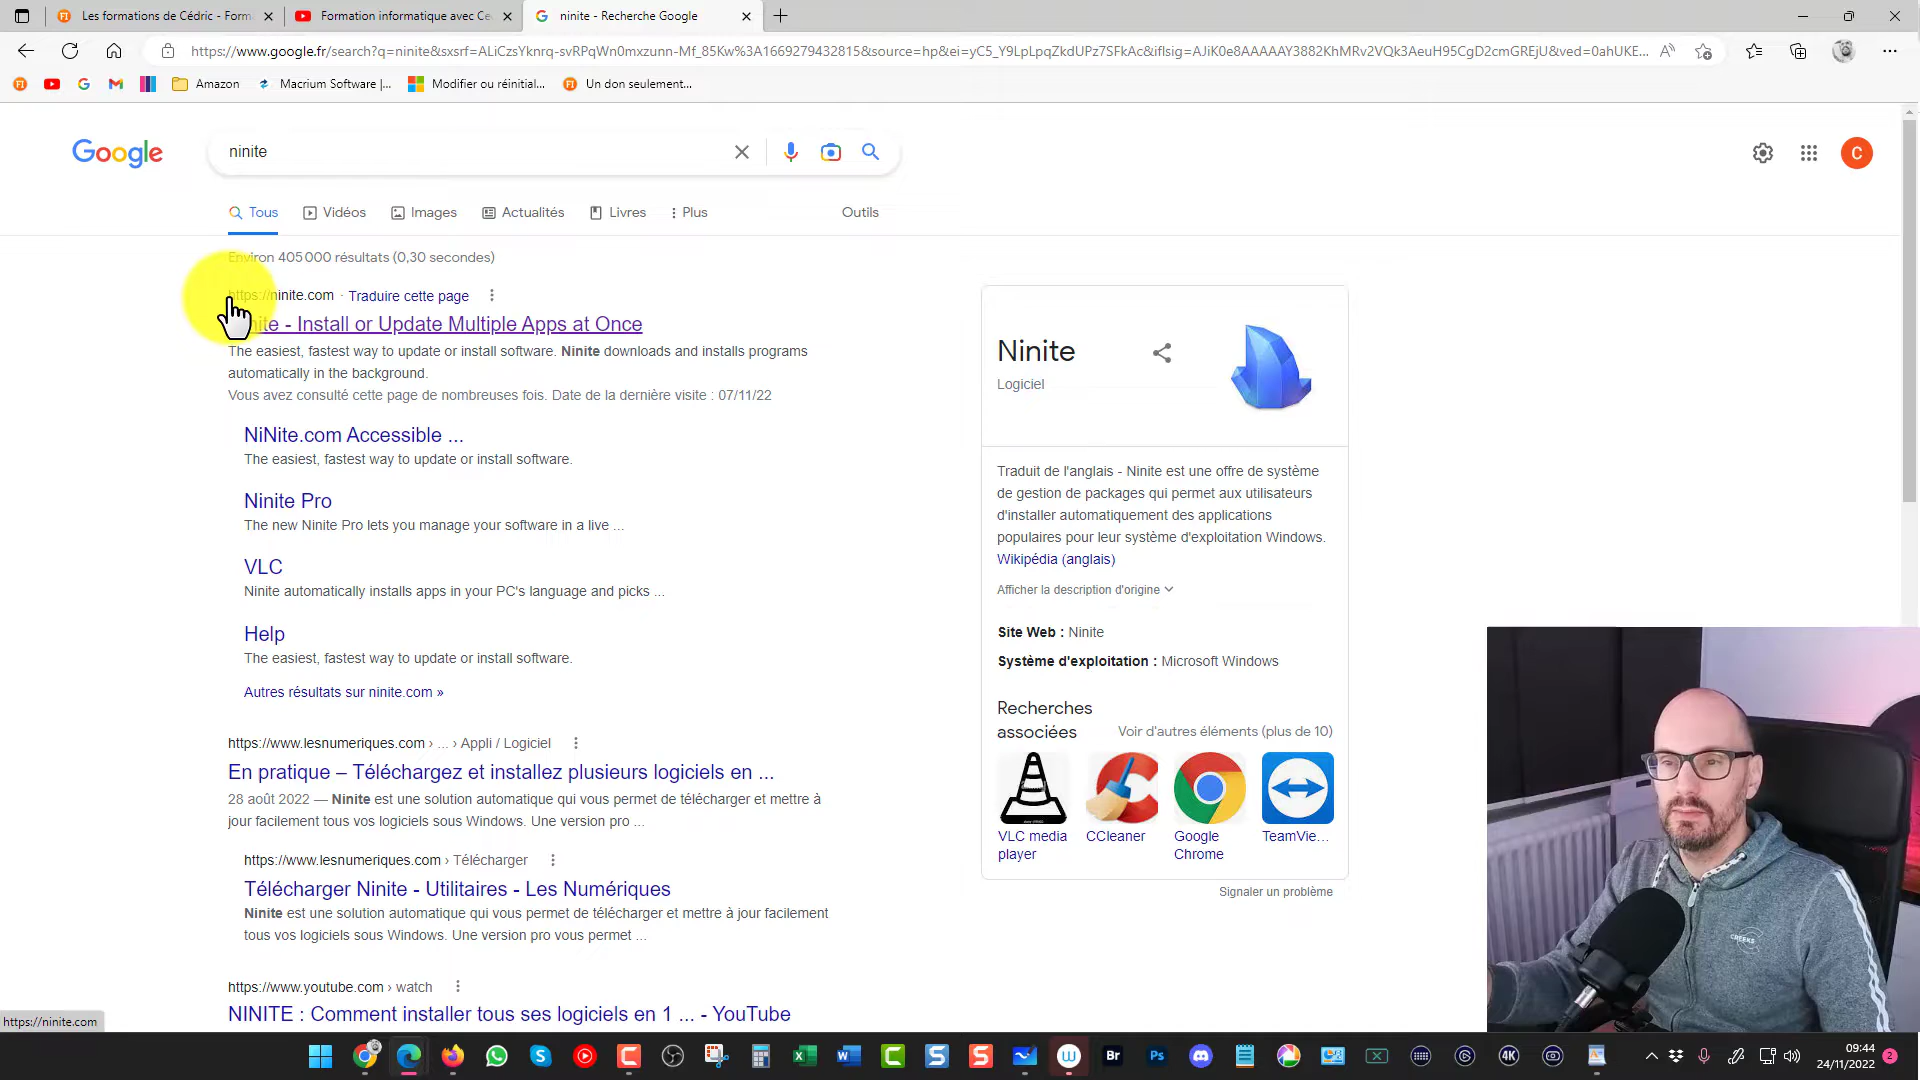 Les formations de Cédric - Form
Formation informatique avec Ce
ninite - Recherche Google
https://www.google.fr/search?q=ninite&sxsrf=ALiCzsYknrq-svRPqWn0mxzunn-Mf_85Kw%3A1669279432815&source=hp&ei=yC5_Y9LpLpqZkdUPz7SFkAc&iflsig=AJiK0e8AAAAAY3882KhMRv2VQk3AeuH95CgD2cmGREjU&ved=0ahUKE...
Amazon
Macrium Software |...
Modifier ou réinitial...
Un don seulement...
Google
ninite
C
Tous
Vidéos
Images
Actualités
Livres
Plus
Outils
Environ 405 000 résultats (0,30 secondes)
https://ninite.com · Traduire cette page
nite - Install or Update Multiple Apps at Once
The easiest, fastest way to update or install software. Ninite downloads and installs programs
automatically in the background.
Vous avez consulté cette page de nombreuses fois. Date de la dernière visite : 07/11/22
NiNite.com Accessible ...
The easiest, fastest way to update or install software.
Ninite Pro
The new Ninite Pro lets you manage your software in a live ...
VLC
Ninite automatically installs apps in your PC's language and picks ...
Help
The easiest, fastest way to update or install software.
Autres résultats sur ninite.com »
https://www.lesnumeriques.com › ... › Appli / Logiciel
En pratique – Téléchargez et installez plusieurs logiciels en ...
28 août 2022 — Ninite est une solution automatique qui vous permet de télécharger et mettre à
jour facilement tous vos logiciels sous Windows. Une version pro ...
https://www.lesnumeriques.com › Télécharger
Télécharger Ninite - Utilitaires - Les Numériques
Ninite est une solution automatique qui vous permet de télécharger et mettre à jour facilement
tous vos logiciels sous Windows. Une version pro vous permet ...
https://www.youtube.com › watch
NINITE : Comment installer tous ses logiciels en 1 ... - YouTube
https://ninite.com
Ninite
Logiciel
Traduit de l'anglais - Ninite est une offre de système
de gestion de packages qui permet aux utilisateurs
d'installer automatiquement des applications
populaires pour leur système d'exploitation Windows.
Wikipédia (anglais)
Afficher la description d'origine
Site Web : Ninite
Système d'exploitation : Microsoft Windows
Recherches
associées
Voir d'autres éléments (plus de 10)
VLC media
player
CCleaner
Google
Chrome
TeamVie...
Signaler un problème
09:44
24/11/2022
2